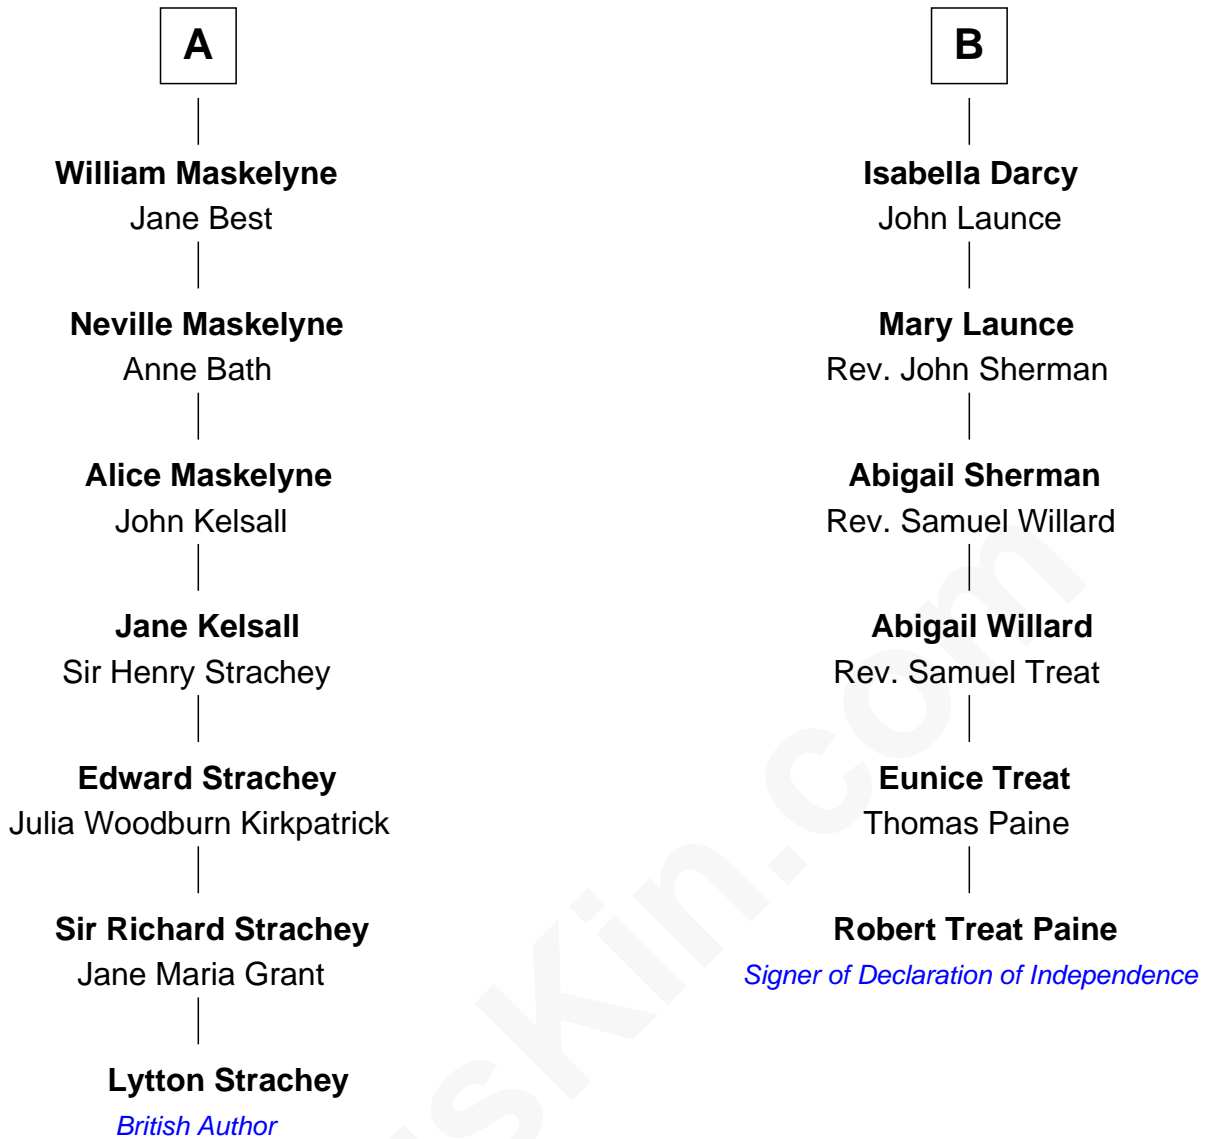 A
William Maskelyne
Jane Best
Neville Maskelyne
Anne Bath
Alice Maskelyne
John Kelsall
Jane Kelsall
Sir Henry Strachey
Edward Strachey
Julia Woodburn Kirkpatrick
Sir Richard Strachey
Jane Maria Grant
Lytton Strachey
British Author
B
Isabella Darcy
John Launce
Mary Launce
Rev. John Sherman
Abigail Sherman
Rev. Samuel Willard
Abigail Willard
Rev. Samuel Treat
Eunice Treat
Thomas Paine
Robert Treat Paine
Signer of Declaration of Independence
sKin.com